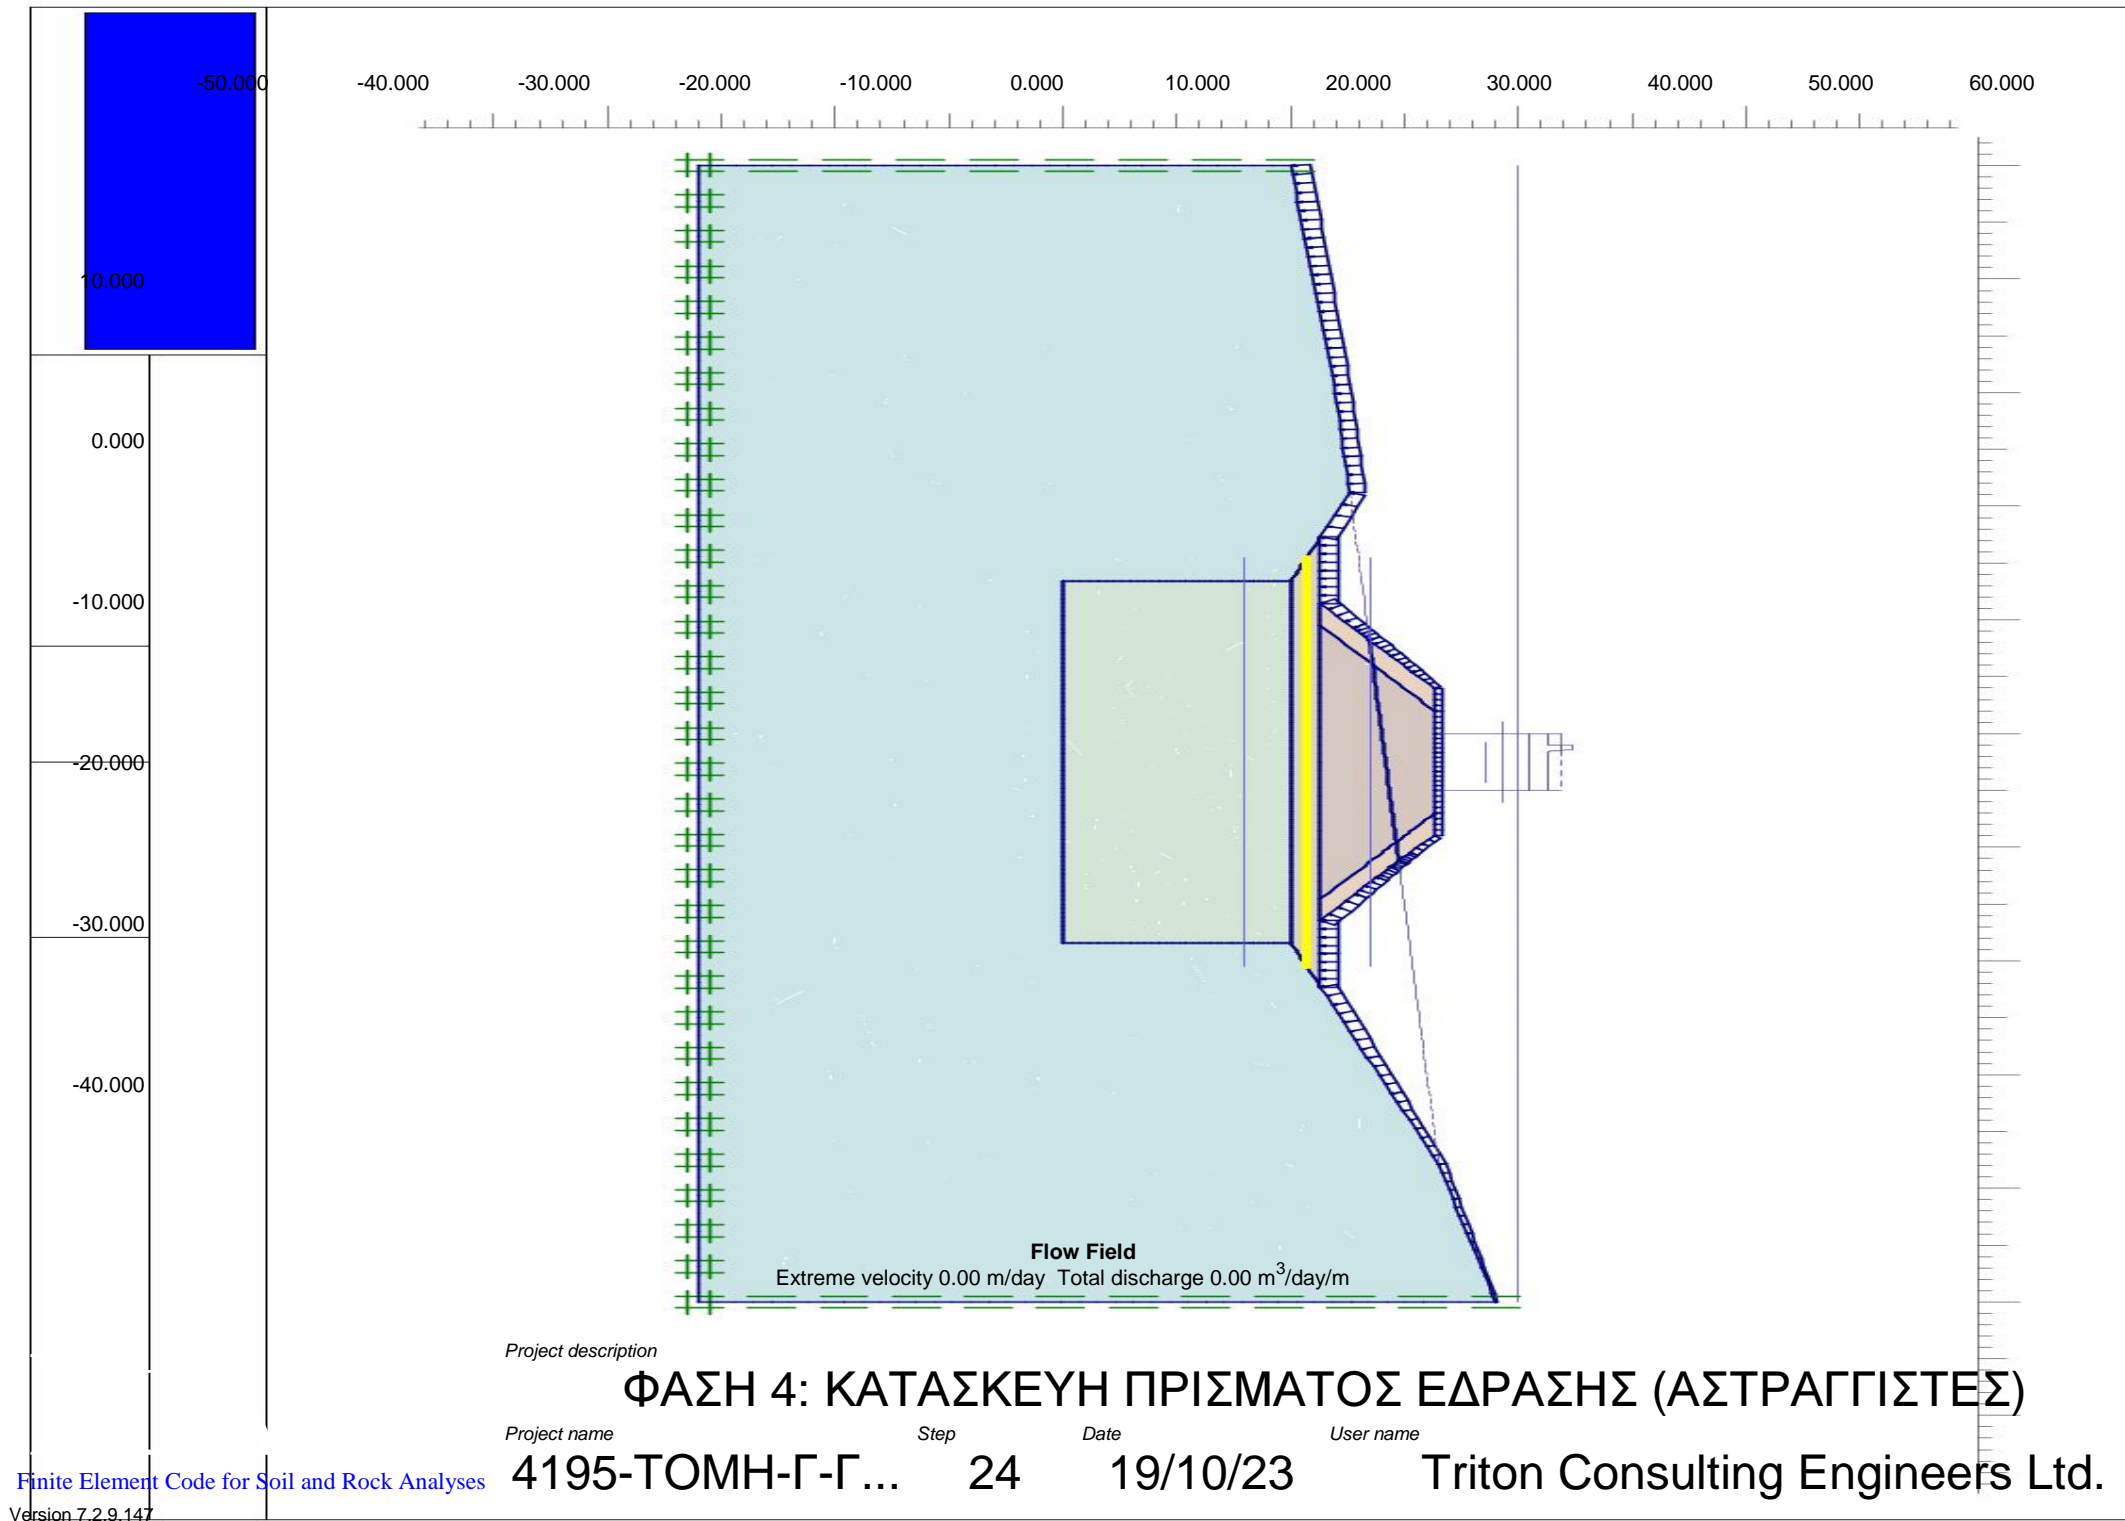 -50.000 -40.000 -30.000 -20.000 -10.000 0.000 10.000 20.000 30.000 40.000 50.000 60.000
10.000
0.000
-10.000
-20.000
-30.000
-40.000
Flow Field
Extreme velocity 0.00 m/day Total discharge 0.00 m³/day/m
Project description
ΦΑΣΗ 4: ΚΑΤΑΣΚΕΥΗ ΠΡΙΣΜΑΤΟΣ ΕΔΡΑΣΗΣ (ΑΣΤΡΑΓΓΙΣΤΕΣ)
Project name Step Date User name
4195-ΤΟΜΗ-Γ-Γ... 24 19/10/23 Triton Consulting Engineers Ltd.
Finite Element Code for Soil and Rock Analyses
Version 7.2.9.147